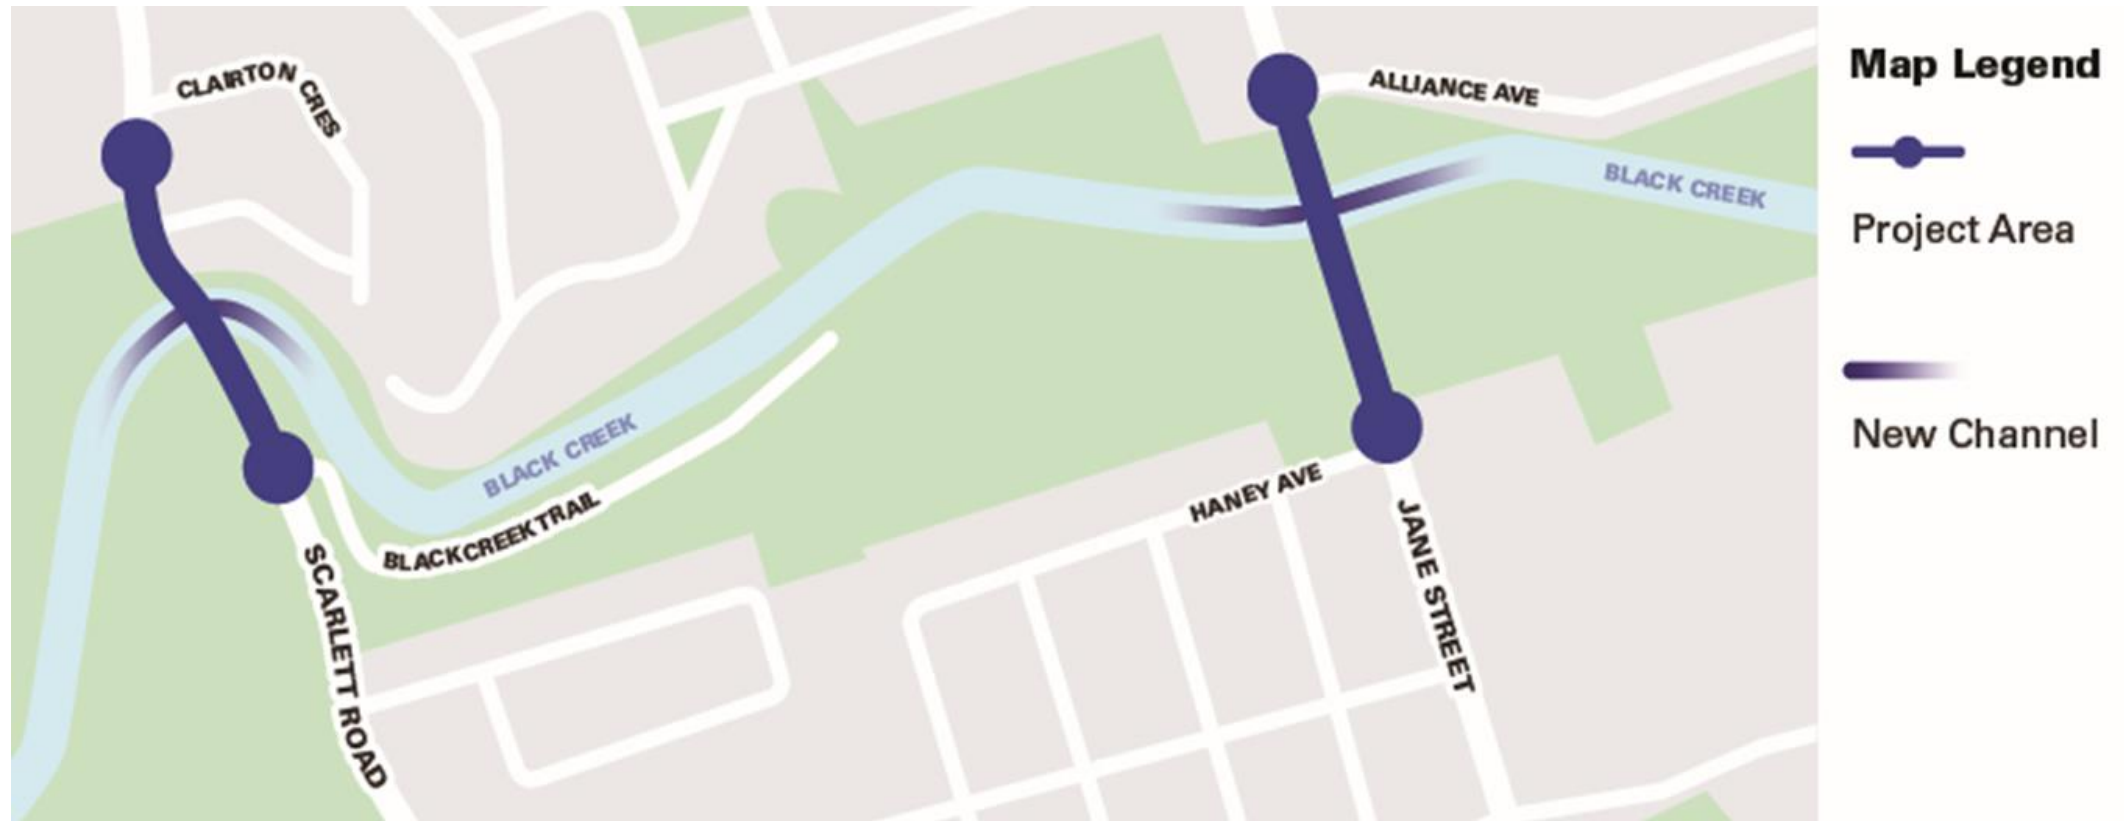 CLAIRTON CRES
ALLIANCE AVE
BLACK CREEK
BLACK CREEK
BLACKCREEK TRAIL
HANEY AVE
JANE STREET
SCARLETT ROAD
Map Legend
Project Area
New Channel